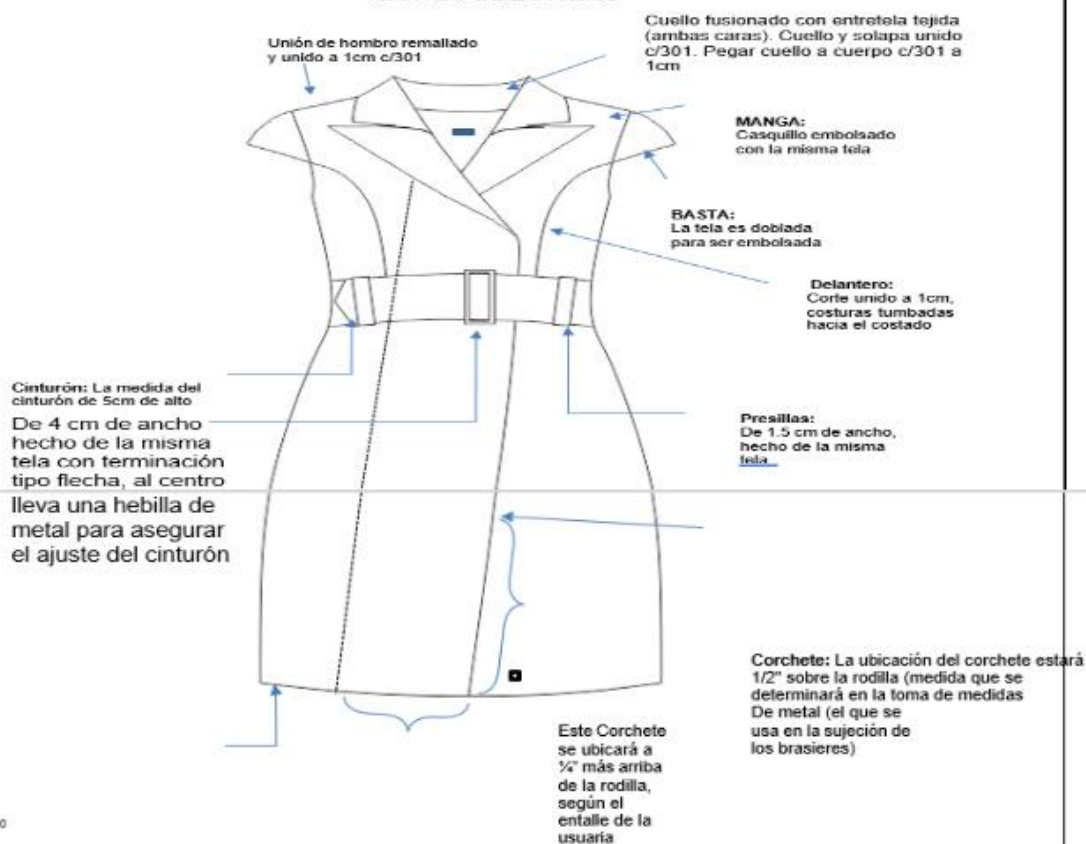 Unión de hombro remallado
y unido a 1cm c/301
Cuello fusionado con entretela tejida
(ambas caras). Cuello y solapa unido
c/301. Pegar cuello a cuerpo c/301 a
1cm
MANGA:
Casquillo embolsado
con la misma tela
BASTA:
La tela es doblada
para ser embolsada
Delantero:
Corte unido a 1cm,
costuras tumbadas
hacia el costado
Cinturón: La medida del
cinturón de 5cm de alto
De 4 cm de ancho
hecho de la misma
tela con terminación
tipo flecha, al centro
lleva una hebilla de
metal para asegurar
el ajuste del cinturón
Presillas:
De 1.5 cm de ancho,
hecho de la misma
tela
Corchete: La ubicación del corchete estará
1/2" sobre la rodilla (medida que se
determinará en la toma de medidas
De metal (el que se
usa en la sujeción de
los brasieres)
Este Corchete
se ubicará a
¼" más arriba
de la rodilla,
según el
entalle de la
usuaria
0